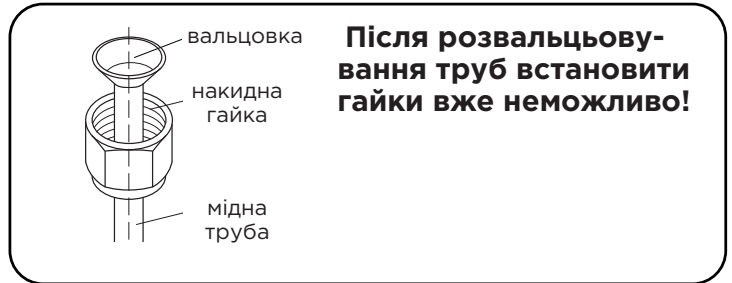 вальцовка
накидна
гайка
мідна
труба
Після розвальцьову-
вання труб встановити
гайки вже неможливо!